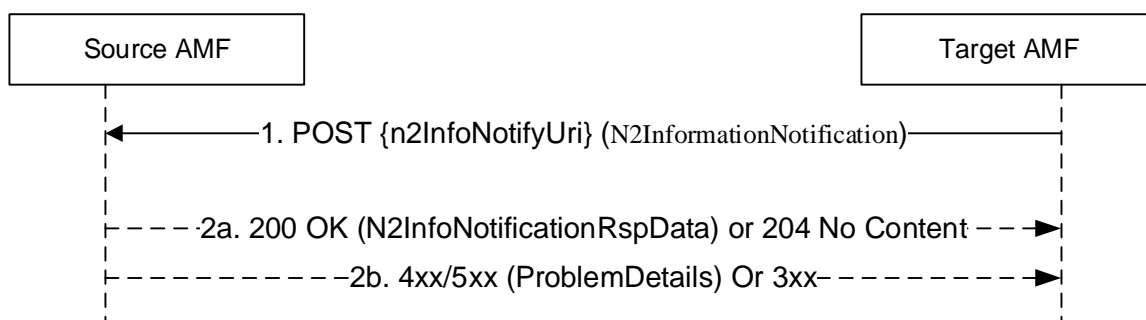 Source AMF
Target AMF
1. POST {n2InfoNotifyUri} (N2InformationNotification)
2a. 200 OK (N2InfoNotificationRspData) or 204 No Content
2b. 4xx/5xx (ProblemDetails) Or 3xx